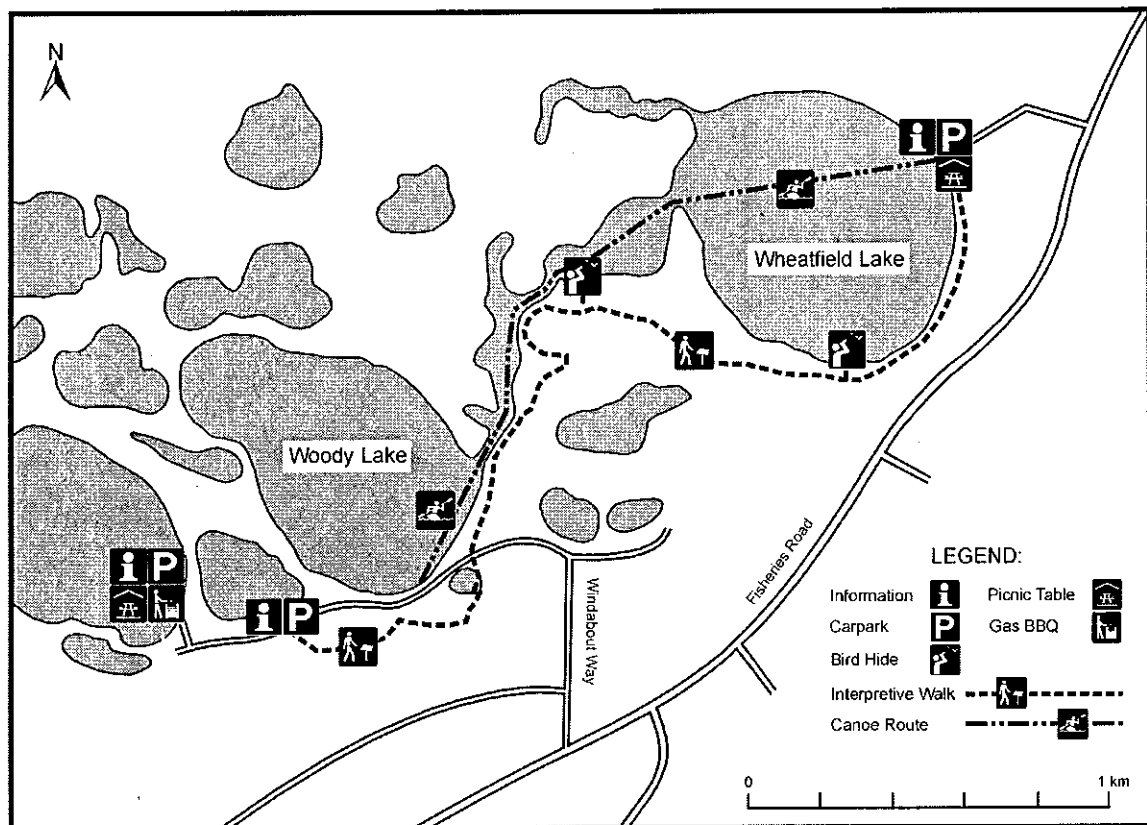 N
Wheatfield Lake
Woody Lake
i P
i P
i P
Windabout Way
Fisheries Road
LEGEND:
Information i Picnic Table
Carpark P Gas BBQ
Bird Hide
Interpretive Walk
Canoe Route
0 1 km